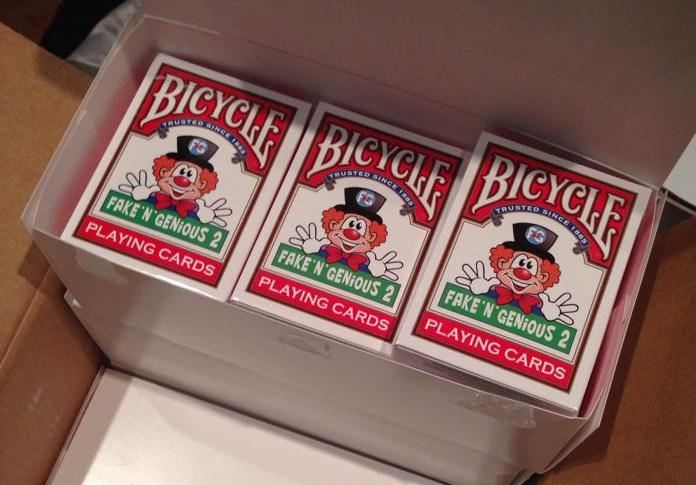 BICYCLE
TRUSTED SINCE 1885
FAKE'N'GENiOUS 2
PLAYING CARDS
BICYCLE
TRUSTED SINCE 1885
FAKE'N'GENiOUS 2
PLAYING CARDS
BICYCLE
TRUSTED SINCE 1885
FAKE'N'GENiOUS 2
PLAYING CARDS